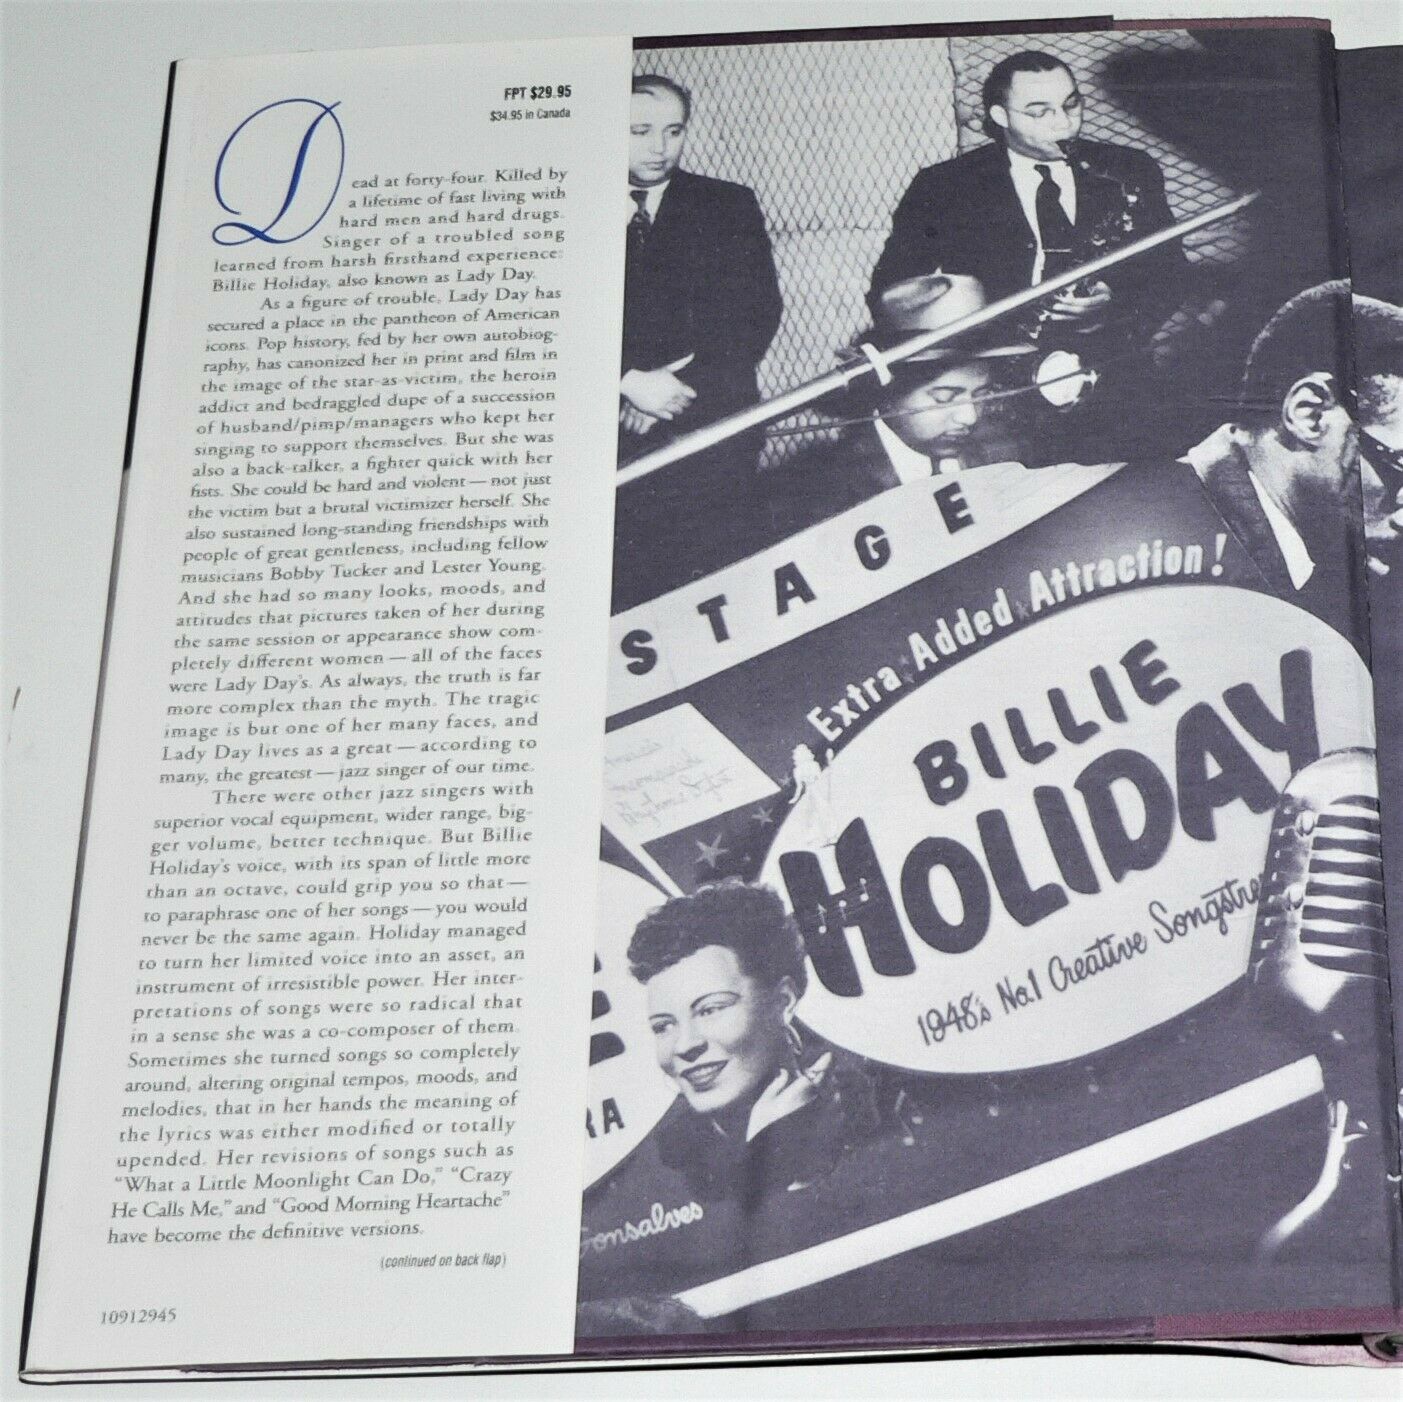 FPT $29.95
$34.95 in Canada
Dead at forty-four. Killed by
a lifetime of fast living with
hard men and hard drugs.
Singer of a troubled song
learned from harsh firsthand experience:
Billie Holiday, also known as Lady Day.
As a figure of trouble, Lady Day has
secured a place in the pantheon of American
icons. Pop history, fed by her own autobiog-
raphy, has canonized her in print and film in
the image of the star-as-victim, the heroin
addict and bedraggled dupe of a succession
of husband/pimp/managers who kept her
singing to support themselves. But she was
also a back-talker, a fighter quick with her
fists. She could be hard and violent — not just
the victim but a brutal victimizer herself. She
also sustained long-standing friendships with
people of great gentleness, including fellow
musicians Bobby Tucker and Lester Young.
And she had so many looks, moods, and
attitudes that pictures taken of her during
the same session or appearance show com-
pletely different women — all of the faces
were Lady Day's. As always, the truth is far
more complex than the myth. The tragic
image is but one of her many faces, and
Lady Day lives as a great — according to
many, the greatest — jazz singer of our time.
There were other jazz singers with
superior vocal equipment, wider range, big-
ger volume, better technique. But Billie
Holiday's voice, with its span of little more
than an octave, could grip you so that —
to paraphrase one of her songs — you would
never be the same again. Holiday managed
to turn her limited voice into an asset, an
instrument of irresistible power. Her inter-
pretations of songs were so radical that
in a sense she was a co-composer of them.
Sometimes she turned songs so completely
around, altering original tempos, moods, and
melodies, that in her hands the meaning of
the lyrics was either modified or totally
upended. Her revisions of songs such as
"What a Little Moonlight Can Do," "Crazy
He Calls Me," and "Good Morning Heartache"
have become the definitive versions.
(continued on back flap)
10912945
STAGE
Extra Added Attraction!
BILLIE
HOLIDAY
1948's No.1 Creative Songstre
E
E
RA
Gonsalves